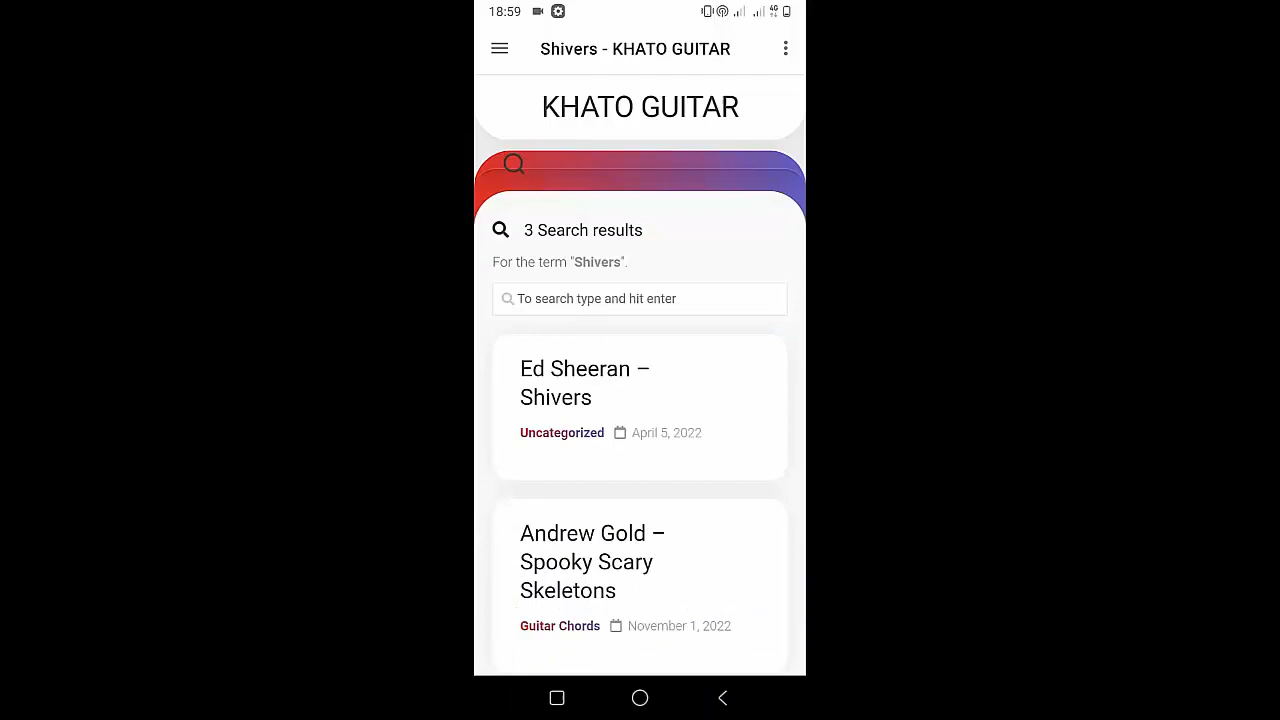 18:59
4G
Shivers - KHATO GUITAR
KHATO GUITAR
3 Search results
For the term "Shivers".
To search type and hit enter
Ed Sheeran –
Shivers
Uncategorized April 5, 2022
Andrew Gold –
Spooky Scary
Skeletons
Guitar Chords November 1, 2022